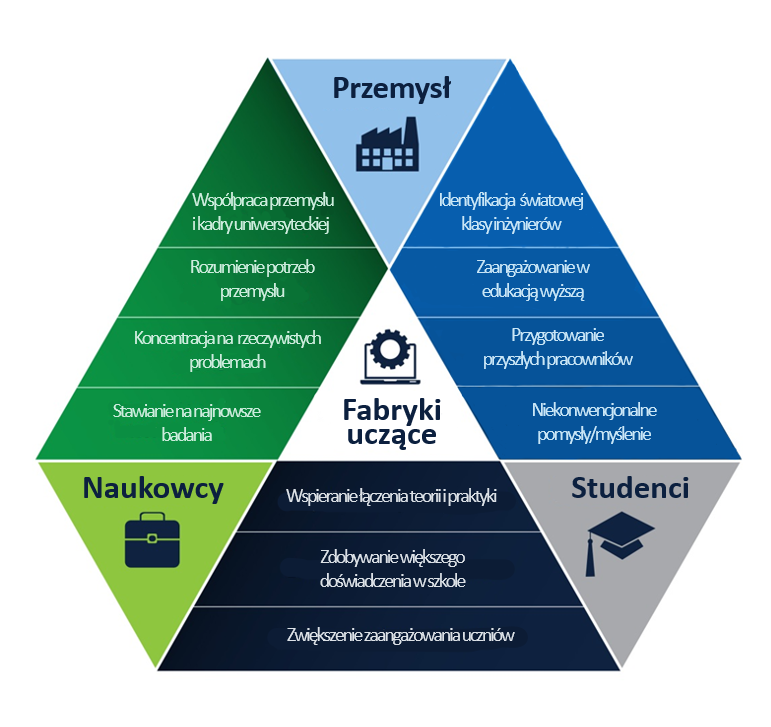 Przemysł
Współpraca przemysłu
i kadry uniwersyteckiej
Rozumienie potrzeb
przemysłu
Koncentracja na rzeczywistych
problemach
Stawianie na najnowsze
badania
Identyfikacja światowej
klasy inżynierów
Zaangażowanie w
edukacją wyższą
Przygotowanie
przyszłych pracowników
Niekonwencjonalne
pomysły/myślenie
Fabryki
uczące
Naukowcy
Studenci
Wspieranie łączenia teorii i praktyki
Zdobywanie większego
doświadczenia w szkole
Zwiększenie zaangażowania uczniów